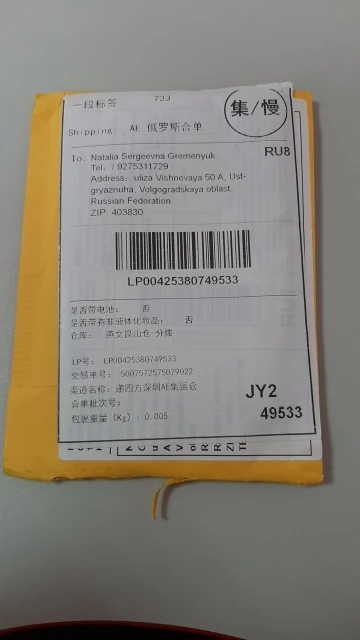 一段标签
733
集/慢
Shipping: AE 俄罗斯合单
RU8
To: Natalia Sergeevna Gremenyuk
Tel: / 9275311729
Address: uliza Vishnevaya 50 A, Ust-
gryaznuha, Volgogradskaya oblast,
Russian Federation
ZIP: 403830
LP00425380749533
是否带电池: 否
是否带有非液体化妆品: 否
仓库: 燕文昆山仓-分拨
LP号: LP00425380749533
交易单号: 5007572575079022
渠道名称: 递四方深圳AE集运仓
合单批次号:
包裹重量 (Kg): 0.005
JY2
49533